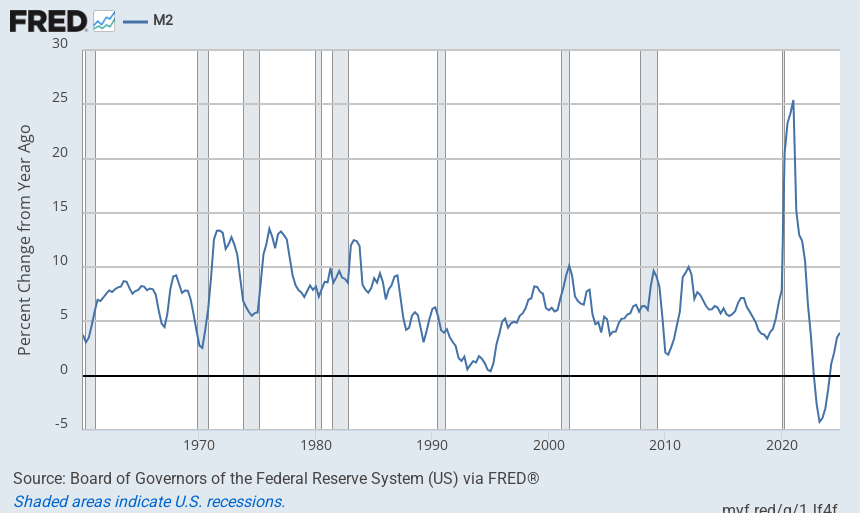 FRED
M2
30
25
20
15
10
5
0
-5
Percent Change from Year Ago
1970 1980 1990 2000 2010 2020
Source: Board of Governors of the Federal Reserve System (US) via FRED®
Shaded areas indicate U.S. recessions.